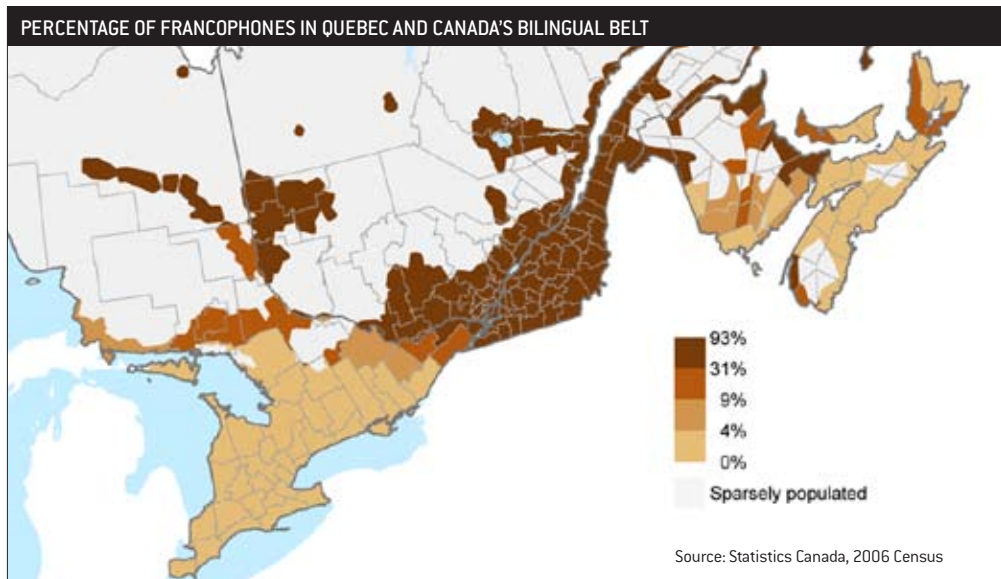 PERCENTAGE OF FRANCOPHONES IN QUEBEC AND CANADA'S BILINGUAL BELT
93%
31%
9%
4%
0%
Sparsely populated
Source: Statistics Canada, 2006 Census